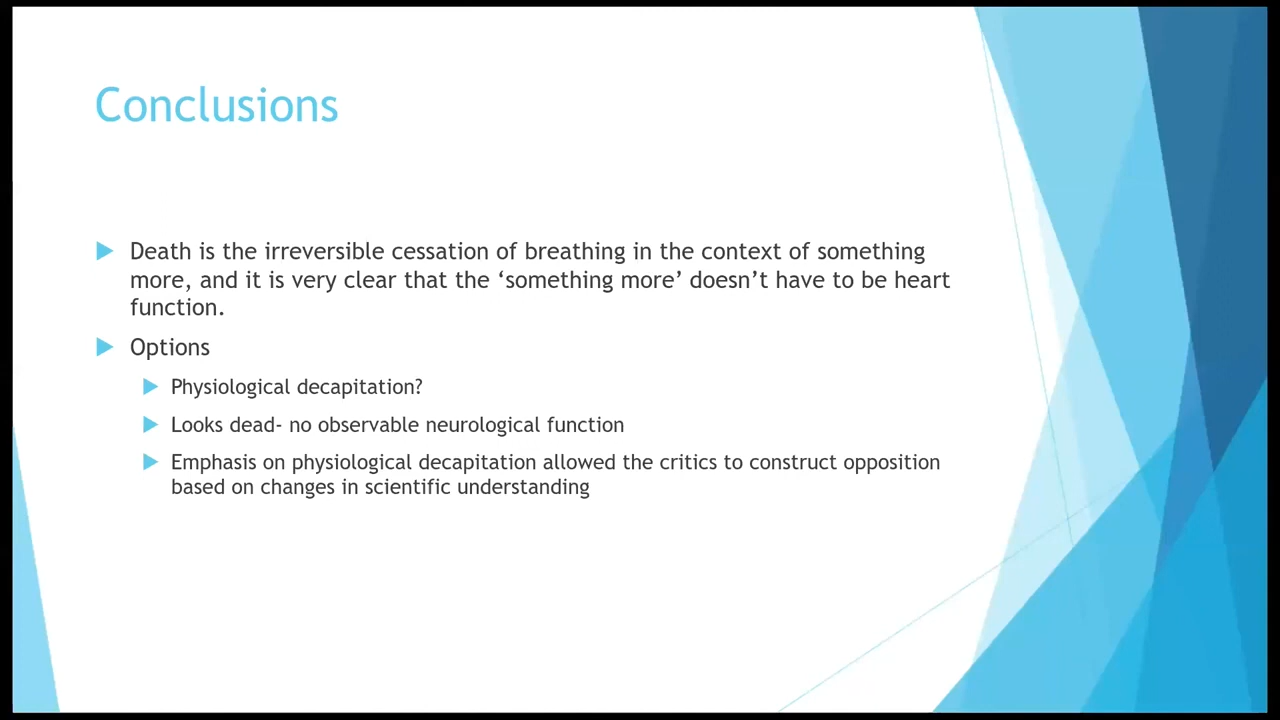 Conclusions
Death is the irreversible cessation of breathing in the context of something
more, and it is very clear that the ‘something more’ doesn’t have to be heart
function.
Options
Physiological decapitation?
Looks dead- no observable neurological function
Emphasis on physiological decapitation allowed the critics to construct opposition
based on changes in scientific understanding